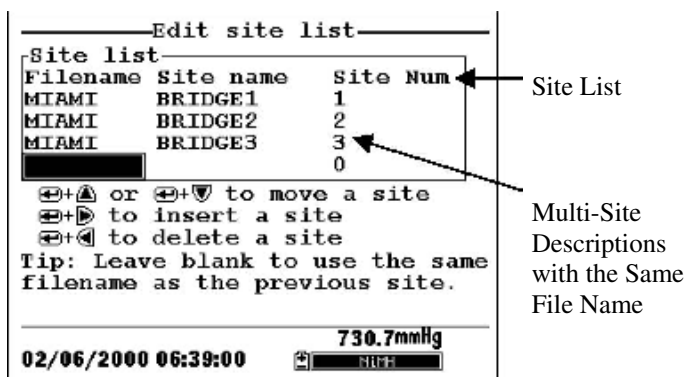 Edit site list
Site list
Filename Site name Site Num
MIAMI BRIDGE1 1
MIAMI BRIDGE2 2
MIAMI BRIDGE3 3
0
+ or + to move a site
+ to insert a site
+ to delete a site
Tip: Leave blank to use the same
filename as the previous site.
730.7mmHg
02/06/2000 06:39:00
NiMH
Site List
Multi-Site
Descriptions
with the Same
File Name